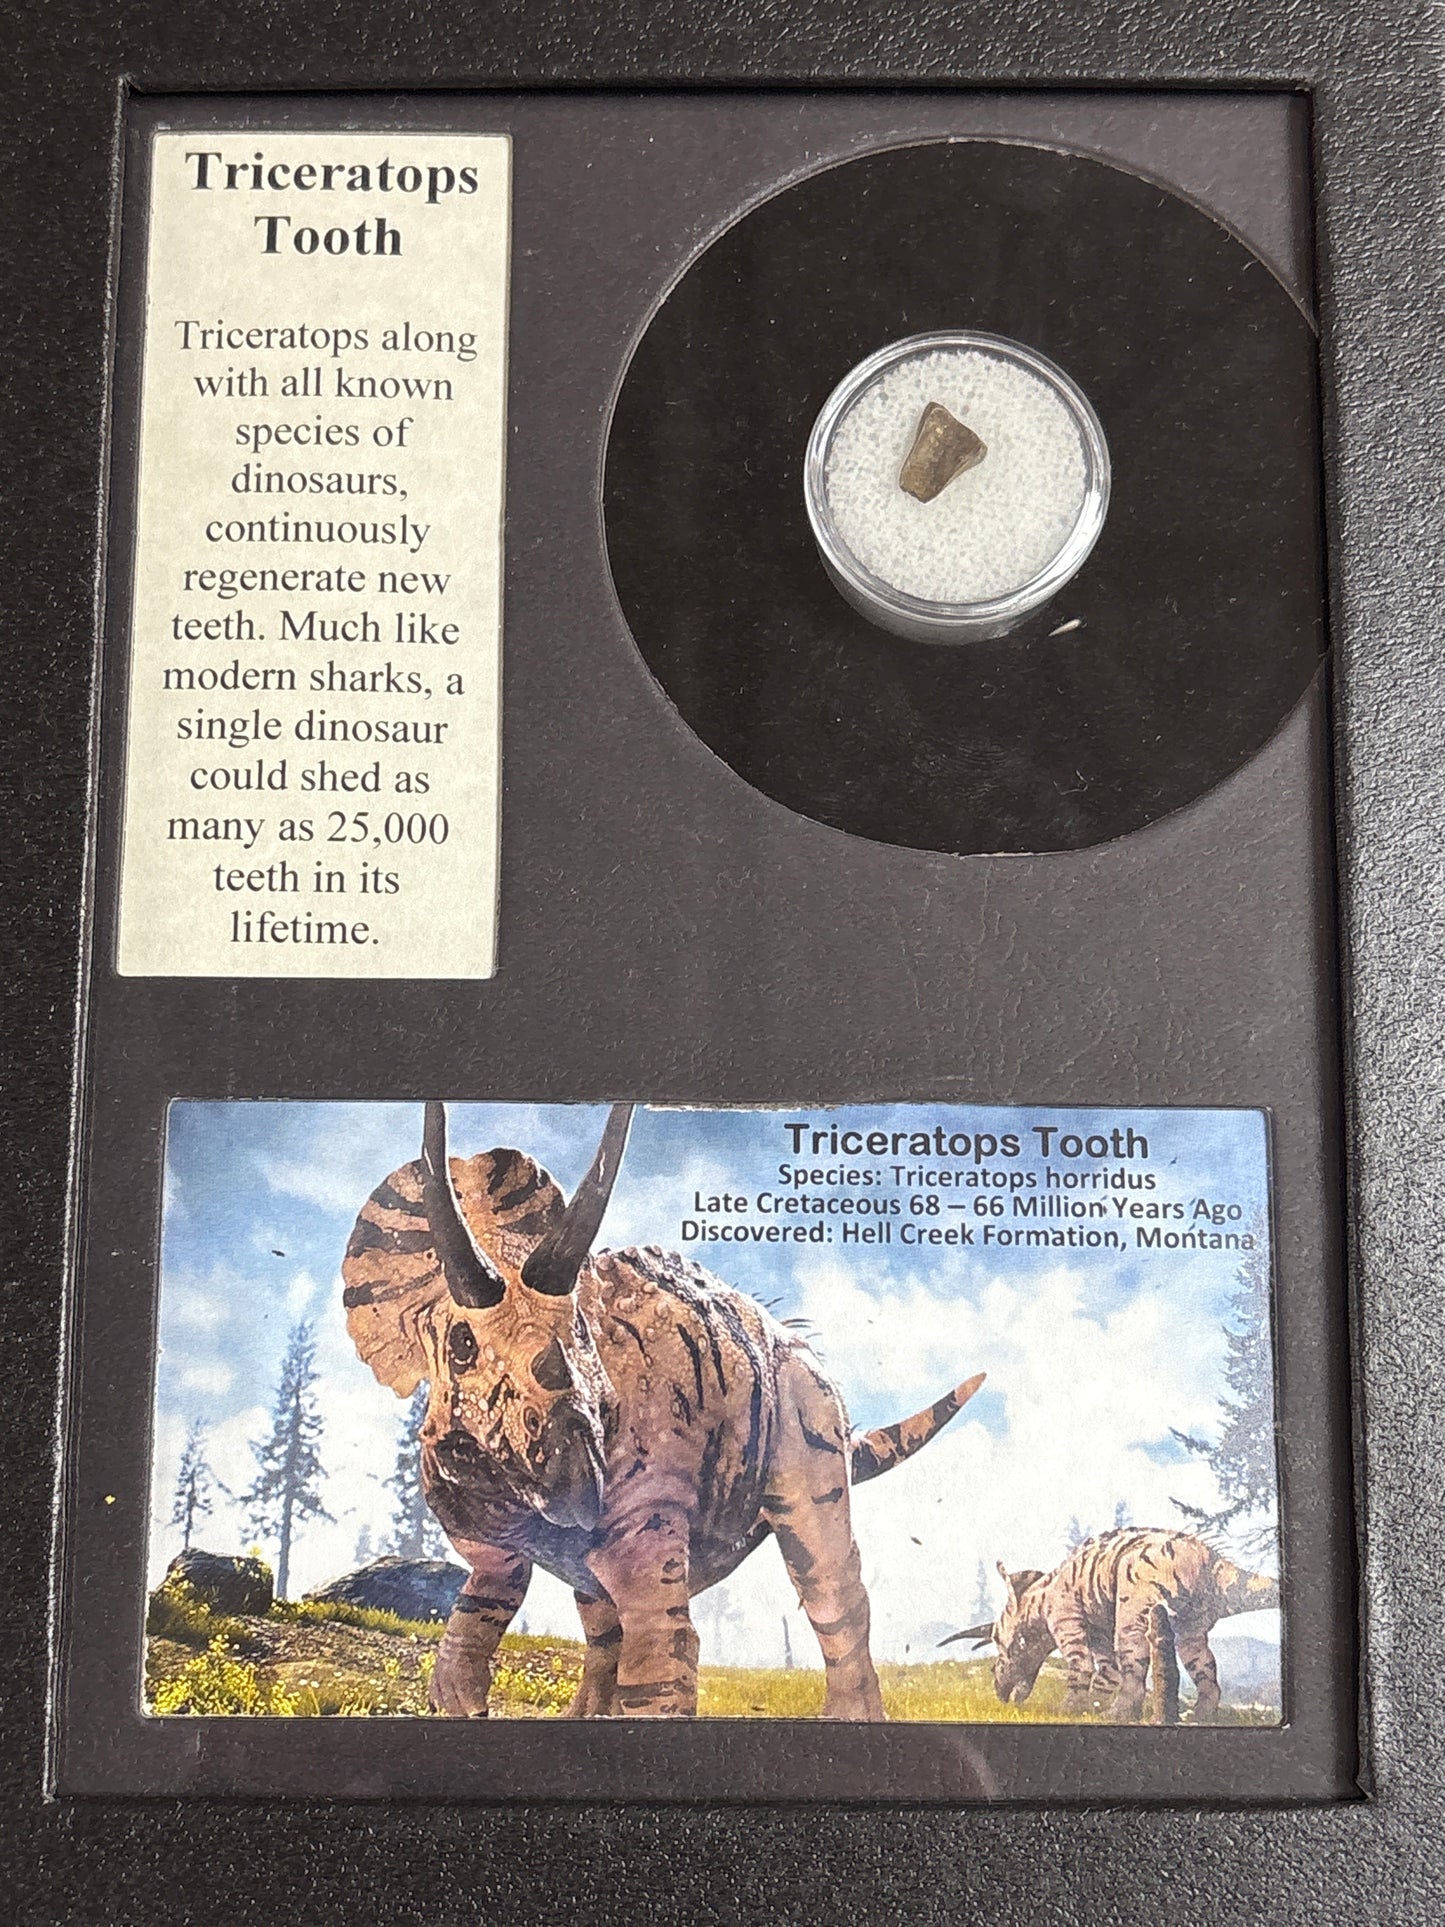 Triceratops
Tooth
Triceratops along
with all known
species of
dinosaurs,
continuously
regenerate new
teeth. Much like
modern sharks, a
single dinosaur
could shed as
many as 25,000
teeth in its
lifetime.
Triceratops Tooth
Species: Triceratops horridus
Late Cretaceous 68 – 66 Million Years Ago
Discovered: Hell Creek Formation, Montana